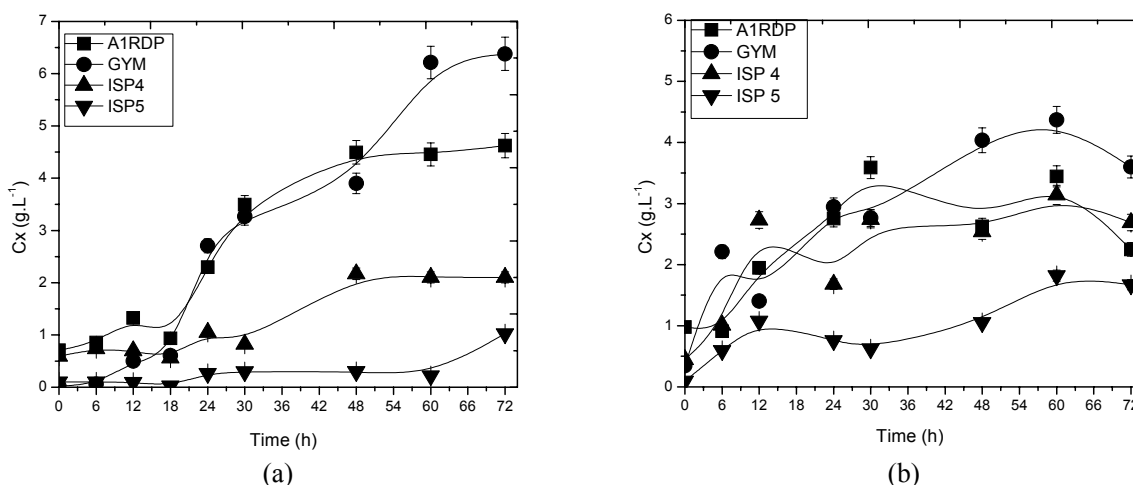 7
6
5
4
3
2
1
0
Cx (g.L-1)
A1RDP
GYM
ISP4
ISP5
0 6 12 18 24 30 36 42 48 54 60 66 72
Time (h)
(a)
6
5
4
3
2
1
0
Cx (g.L-1)
A1RDP
GYM
ISP 4
ISP 5
0 6 12 18 24 30 36 42 48 54 60 66 72
Time (h)
(b)